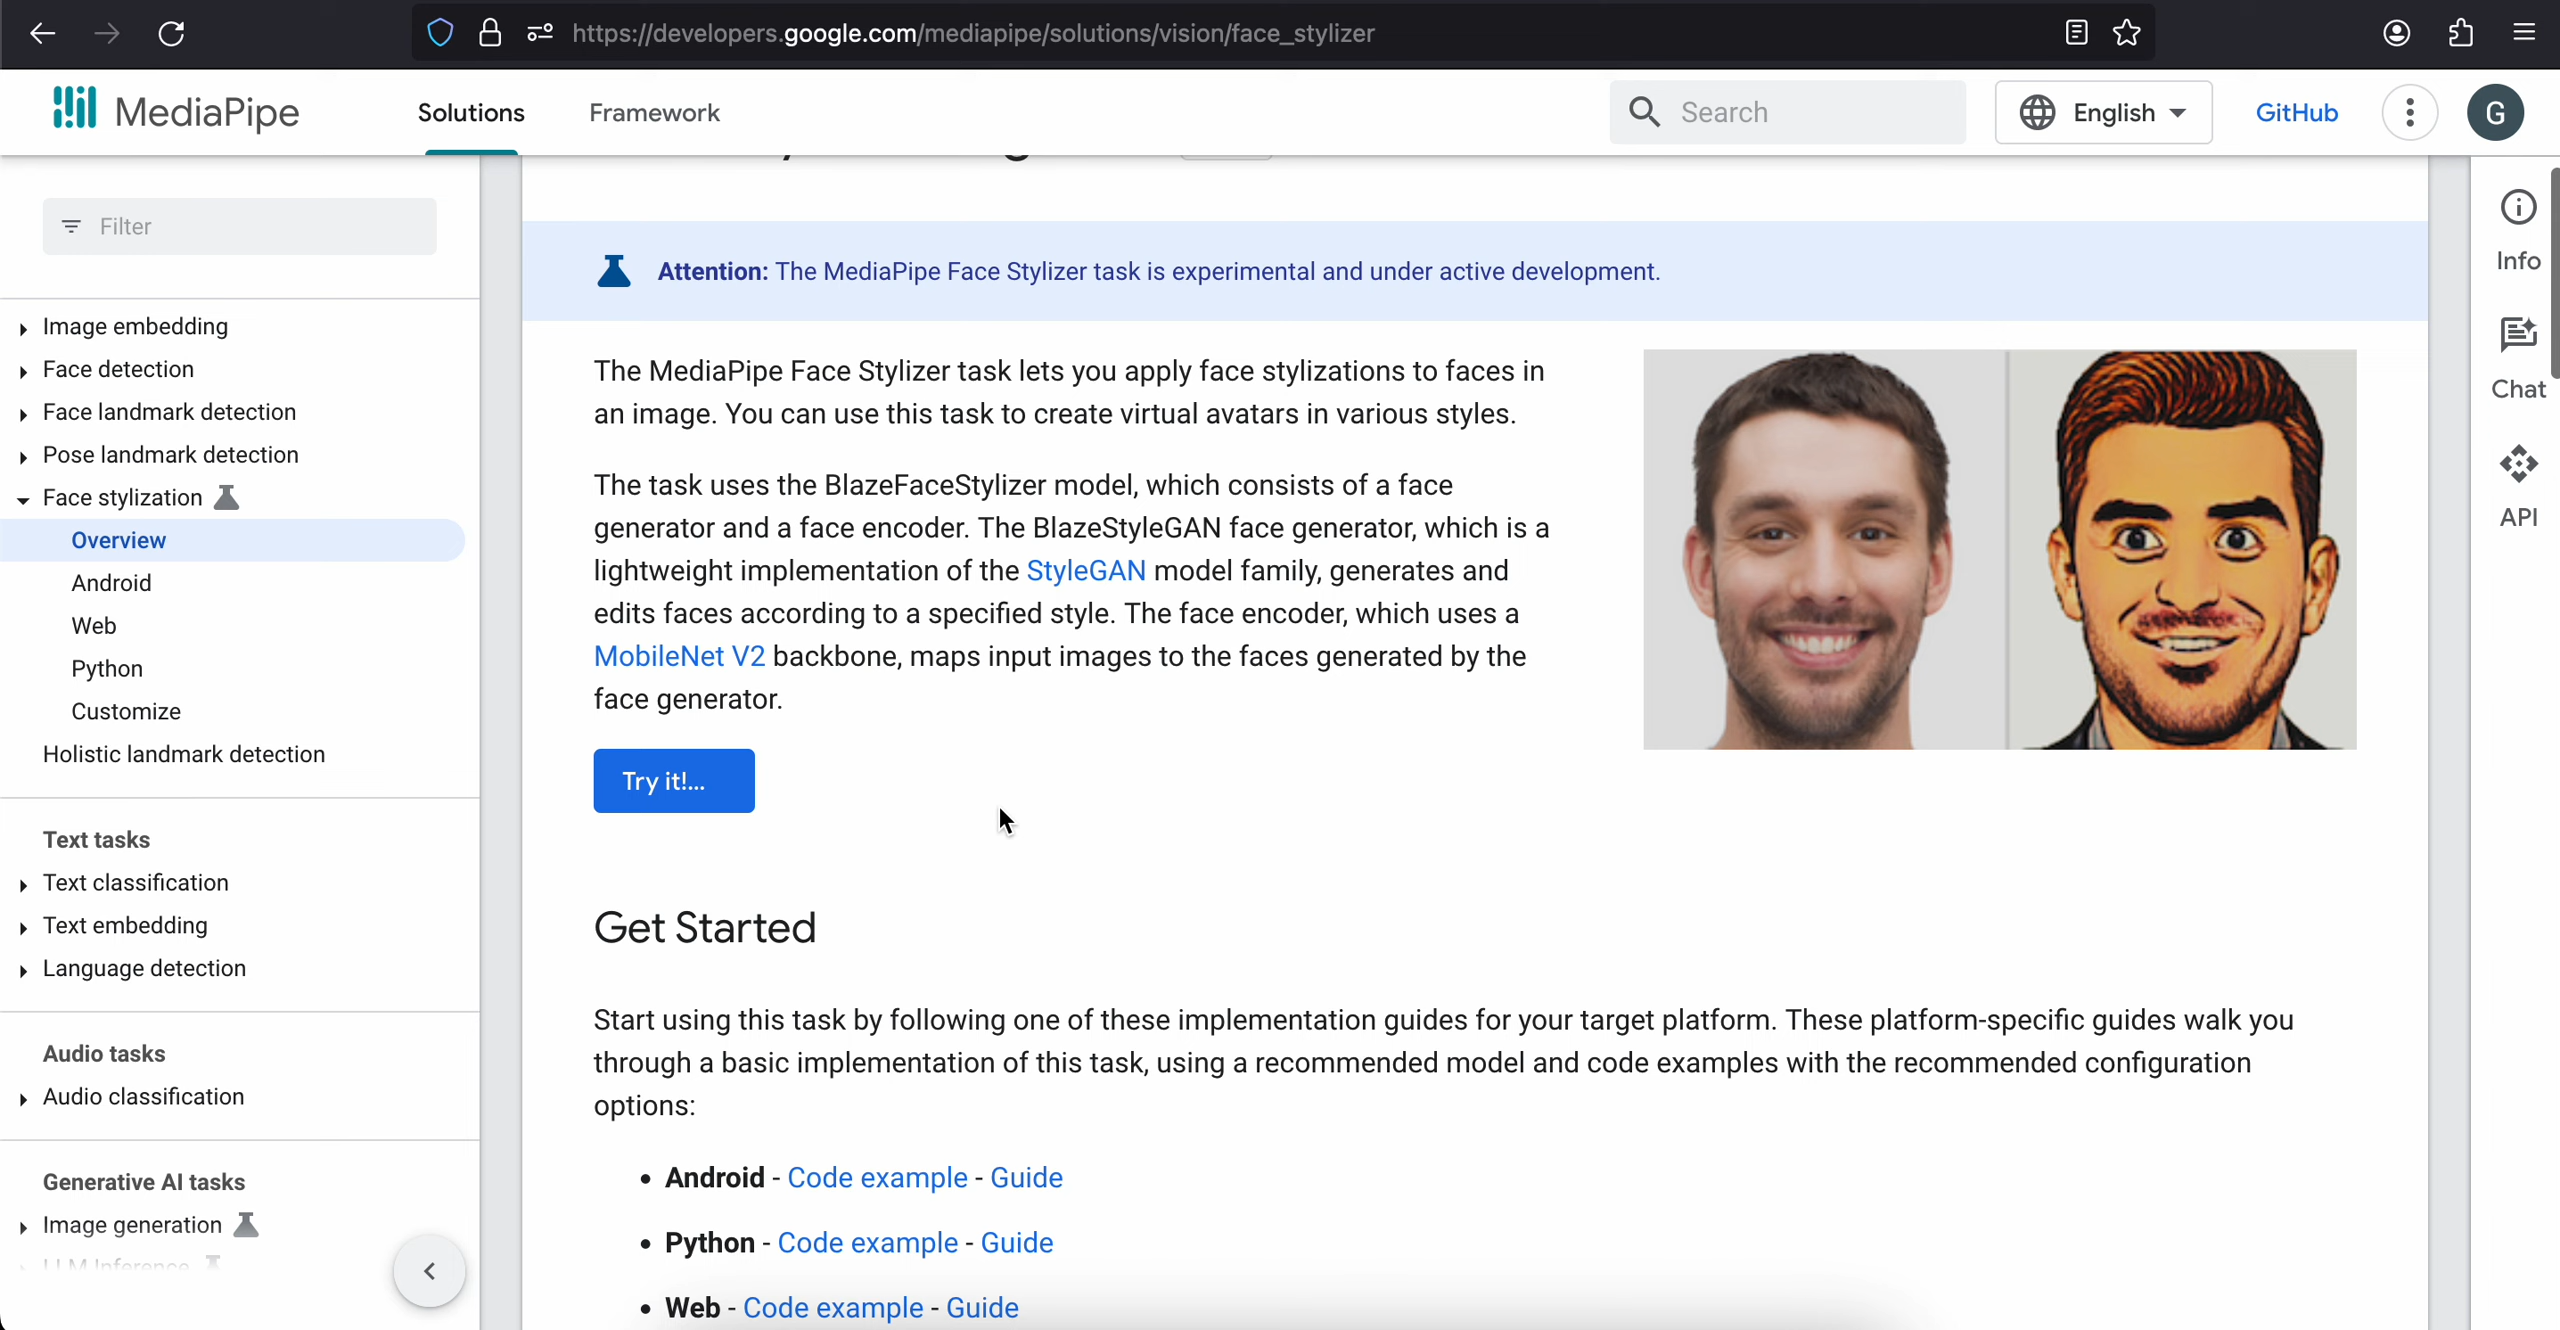 https://developers.google.com/mediapipe/solutions/vision/face_stylizer
MediaPipe
Solutions
Framework
Search
English
GitHub
G
Filter
Image embedding
Face detection
Face landmark detection
Pose landmark detection
Face stylization
Overview
Android
Web
Python
Customize
Holistic landmark detection
Text tasks
Text classification
Text embedding
Language detection
Audio tasks
Audio classification
Generative AI tasks
Image generation
LLM Inference
Attention: The MediaPipe Face Stylizer task is experimental and under active development.
The MediaPipe Face Stylizer task lets you apply face stylizations to faces in
an image. You can use this task to create virtual avatars in various styles.
The task uses the BlazeFaceStylizer model, which consists of a face
generator and a face encoder. The BlazeStyleGAN face generator, which is a
lightweight implementation of the StyleGAN model family, generates and
edits faces according to a specified style. The face encoder, which uses a
MobileNet V2 backbone, maps input images to the faces generated by the
face generator.
Try it!...
Get Started
Start using this task by following one of these implementation guides for your target platform. These platform-specific guides walk you
through a basic implementation of this task, using a recommended model and code examples with the recommended configuration
options:
• Android - Code example - Guide
• Python - Code example - Guide
• Web - Code example - Guide
Info
Chat
API